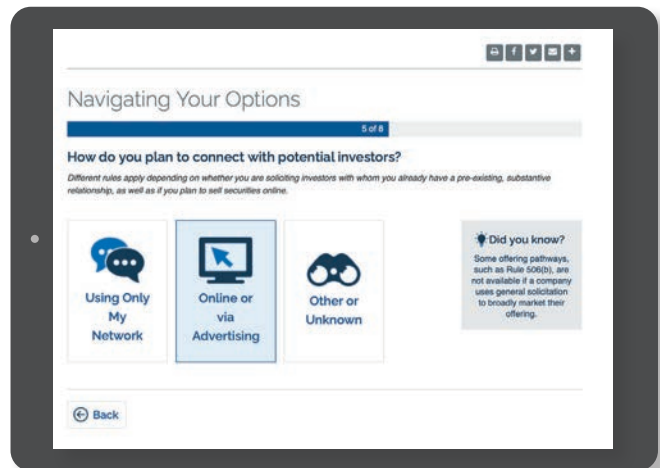 Navigating Your Options
5 of 8
How do you plan to connect with potential investors?
Different rules apply depending on whether you are soliciting investors with whom you already have a pre-existing, substantive
relationship, as well as if you plan to sell securities online.
Using Only
My
Network
Online or
via
Advertising
Other or
Unknown
Did you know?
Some offering pathways,
such as Rule 506(b), are
not available if a company
uses general solicitation
to broadly market their
offering.
Back